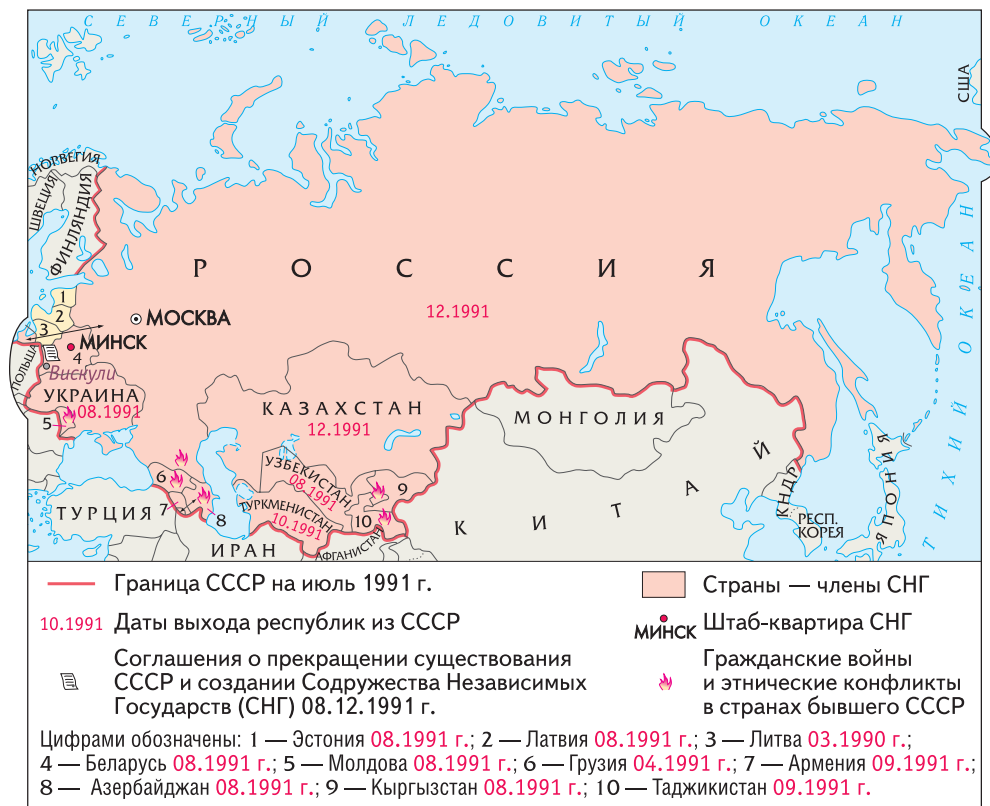 СЕВЕРНЫЙ ЛЕДОВИТЫЙ ОКЕАН
США
НОРВЕГИЯ
ШВЕЦИЯ
ФИНЛЯНДИЯ
ТИХИЙ ОКЕАН
РОССИЯ
12.1991
1
2
3
МОСКВА
МИНСК
4
ПОЛЬША
Вискули
УКРАИНА
08.1991
5
КАЗАХСТАН
12.1991
МОНГОЛИЯ
УЗБЕКИСТАН
08.1991
6
9
ТУРКМЕНИСТАН
10.1991
10
7
8
ТУРЦИЯ
ИРАН
АФГАНИСТАН
КИТАЙ
КНДР
РЕСП.
КОРЕЯ
ЯПОНИЯ
Граница СССР на июль 1991 г.
10.1991 Даты выхода республик из СССР
Соглашения о прекращении существования
СССР и создании Содружества Независимых
Государств (СНГ) 08.12.1991 г.
Страны — члены СНГ
МИНСК Штаб-квартира СНГ
Гражданские войны
и этнические конфликты
в странах бывшего СССР
Цифрами обозначены: 1 — Эстония 08.1991 г.; 2 — Латвия 08.1991 г.; 3 — Литва 03.1990 г.;
4 — Беларусь 08.1991 г.; 5 — Молдова 08.1991 г.; 6 — Грузия 04.1991 г.; 7 — Армения 09.1991 г.;
8 — Азербайджан 08.1991 г.; 9 — Кыргызстан 08.1991 г.; 10 — Таджикистан 09.1991 г.